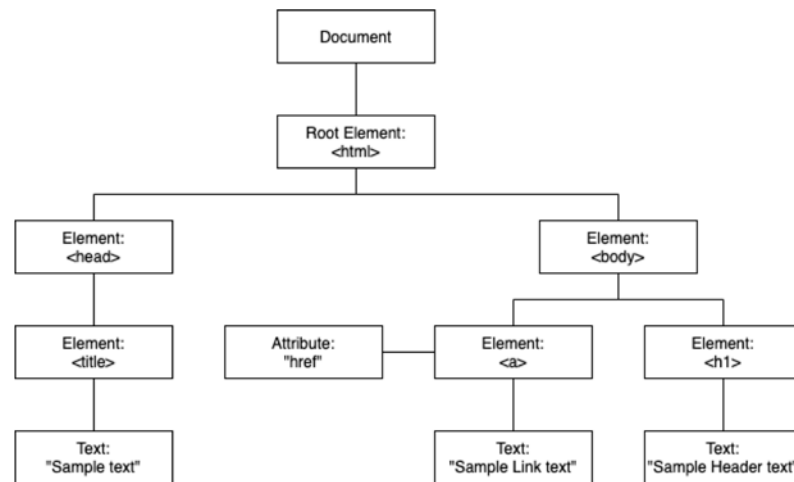 Document
Root Element:
<html>
Element:
<head>
Element:
<body>
Element:
<title>
Attribute:
"href"
Element:
<a>
Element:
<h1>
Text:
"Sample text"
Text:
"Sample Link text"
Text:
"Sample Header text"